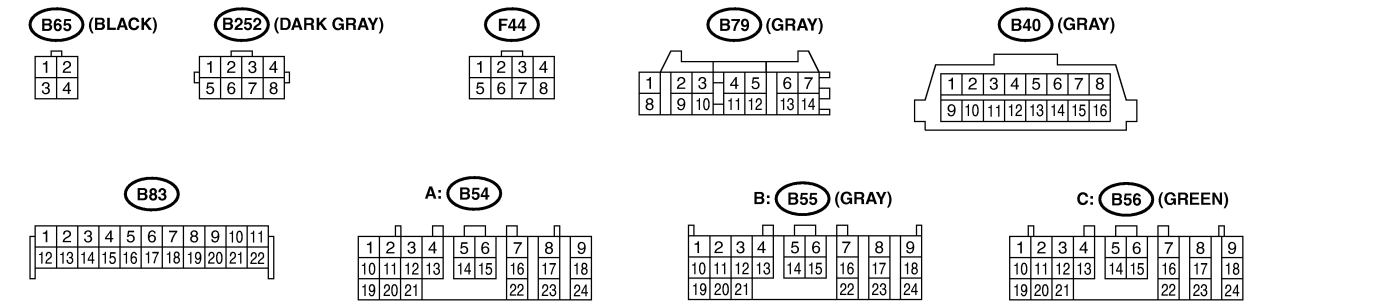 B65 (BLACK) B252 (DARK GRAY) F44 B79 (GRAY) B40 (GRAY)
1 2
3 4
1 2 3 4
5 6 7 8
1 2 3 4
5 6 7 8
1 2 3 4 5 6 7
8 9 10 11 12 13 14
1 2 3 4 5 6 7 8
9 10 11 12 13 14 15 16
B83 A: B54 B: B55 (GRAY) C: B56 (GREEN)
1 2 3 4 5 6 7 8 9 10 11
12 13 14 15 16 17 18 19 20 21 22
1 2 3 4 5 6 7 8 9
10 11 12 13 14 15 16 17 18
19 20 21 22 23 24
1 2 3 4 5 6 7 8 9
10 11 12 13 14 15 16 17 18
19 20 21 22 23 24
1 2 3 4 5 6 7 8 9
10 11 12 13 14 15 16 17 18
19 20 21 22 23 24